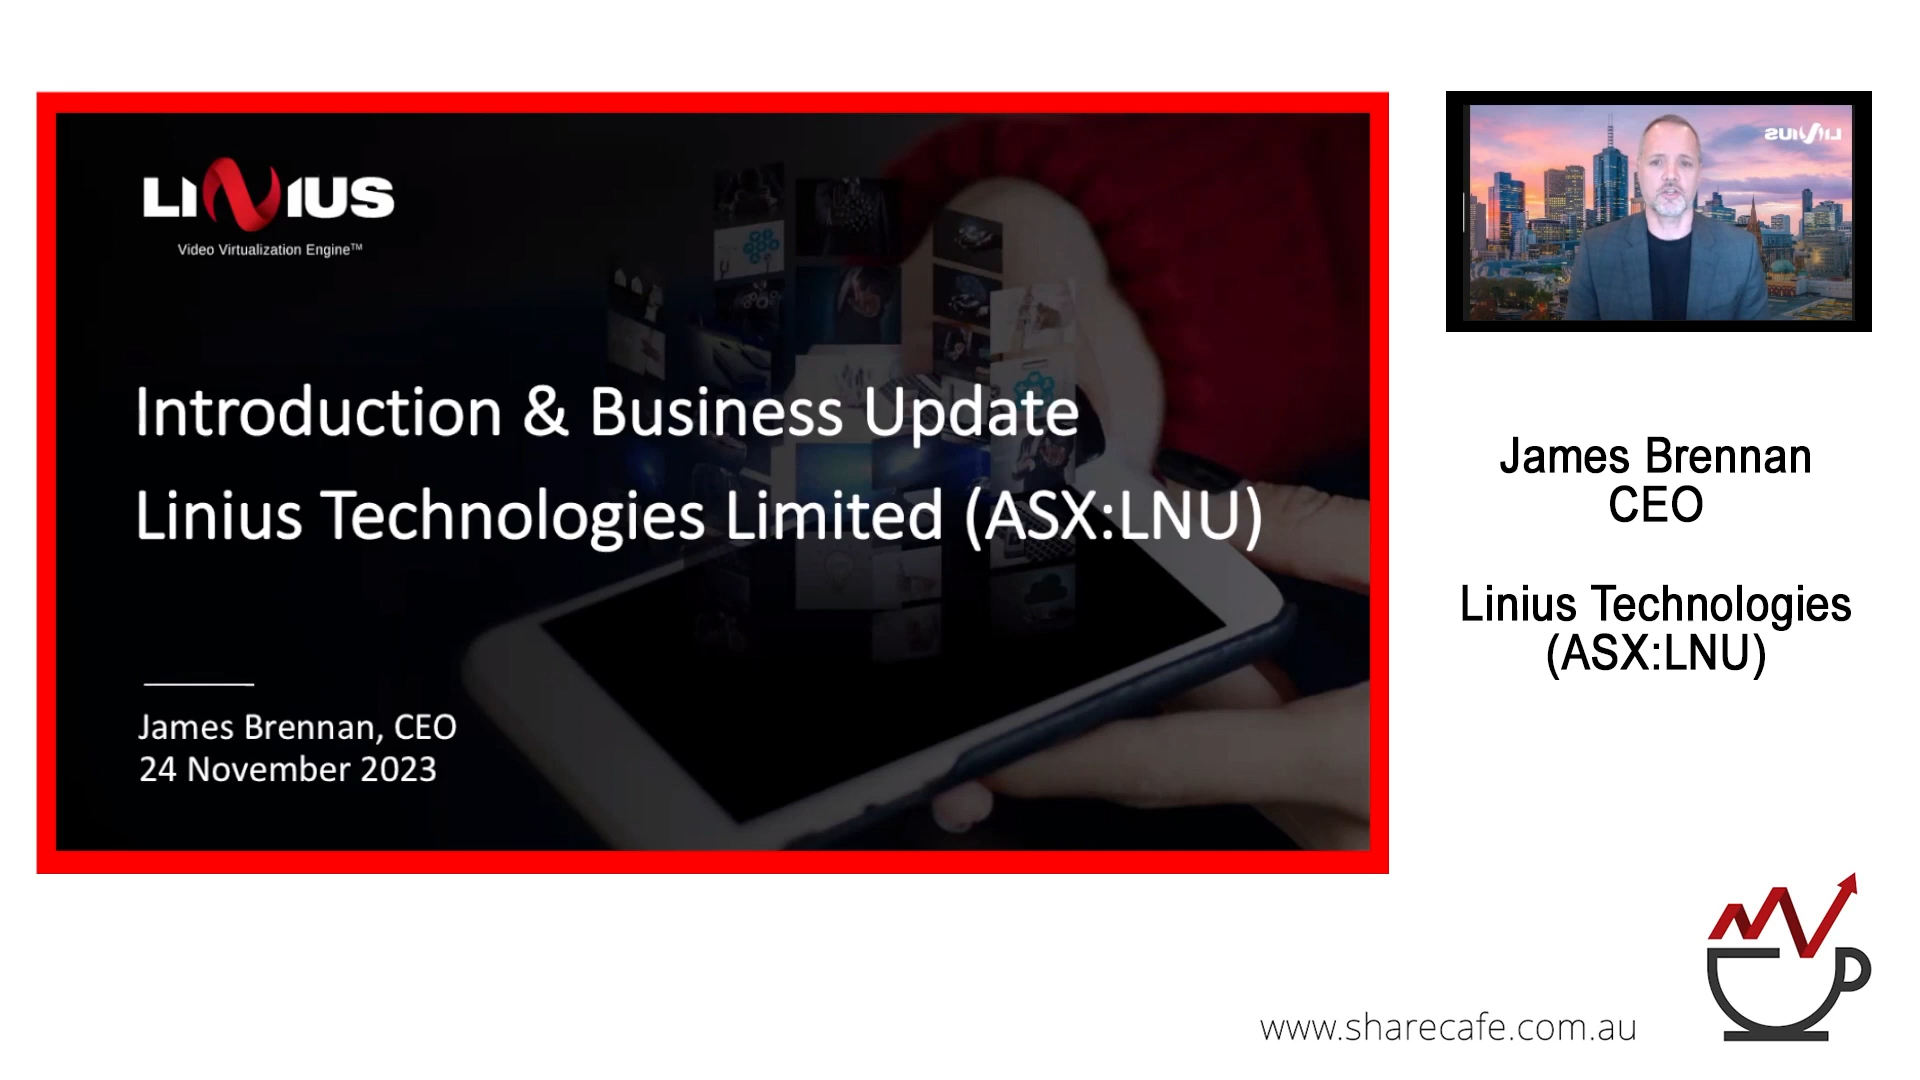 LINIUS
Video Virtualization Engine™
Introduction & Business Update
Linius Technologies Limited (ASX:LNU)
James Brennan, CEO
24 November 2023
LINIUS
James Brennan
CEO
Linius Technologies
(ASX:LNU)
www.sharecafe.com.au